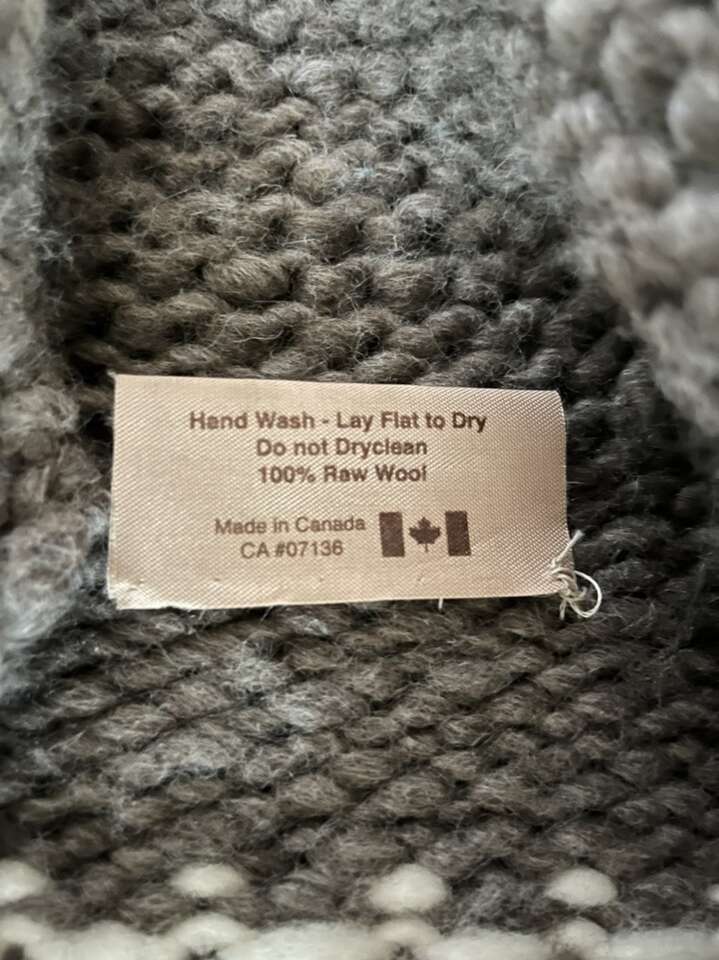 Hand Wash - Lay Flat to Dry
Do not Dryclean
100% Raw Wool
Made in Canada
CA #07136